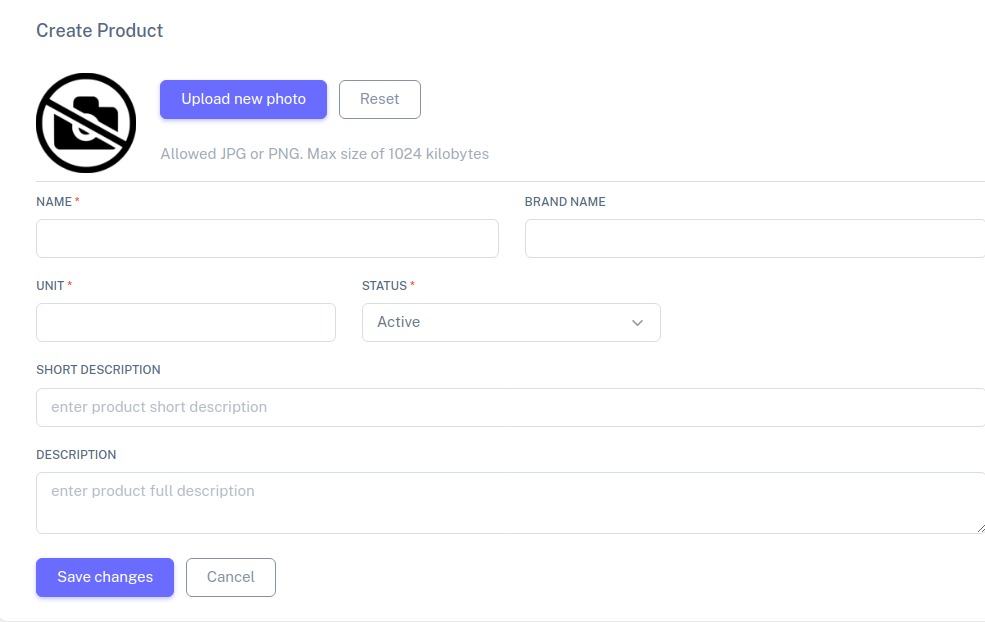 Create Product
Upload new photo Reset
Allowed JPG or PNG. Max size of 1024 kilobytes
NAME * BRAND NAME
UNIT * STATUS *
Active
SHORT DESCRIPTION
enter product short description
DESCRIPTION
enter product full description
Save changes Cancel